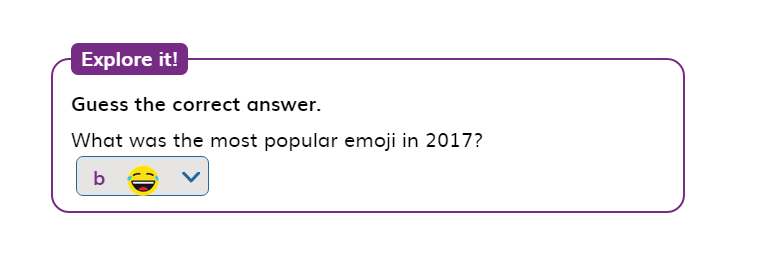 Explore it!
Guess the correct answer.
What was the most popular emoji in 2017?
b 😂